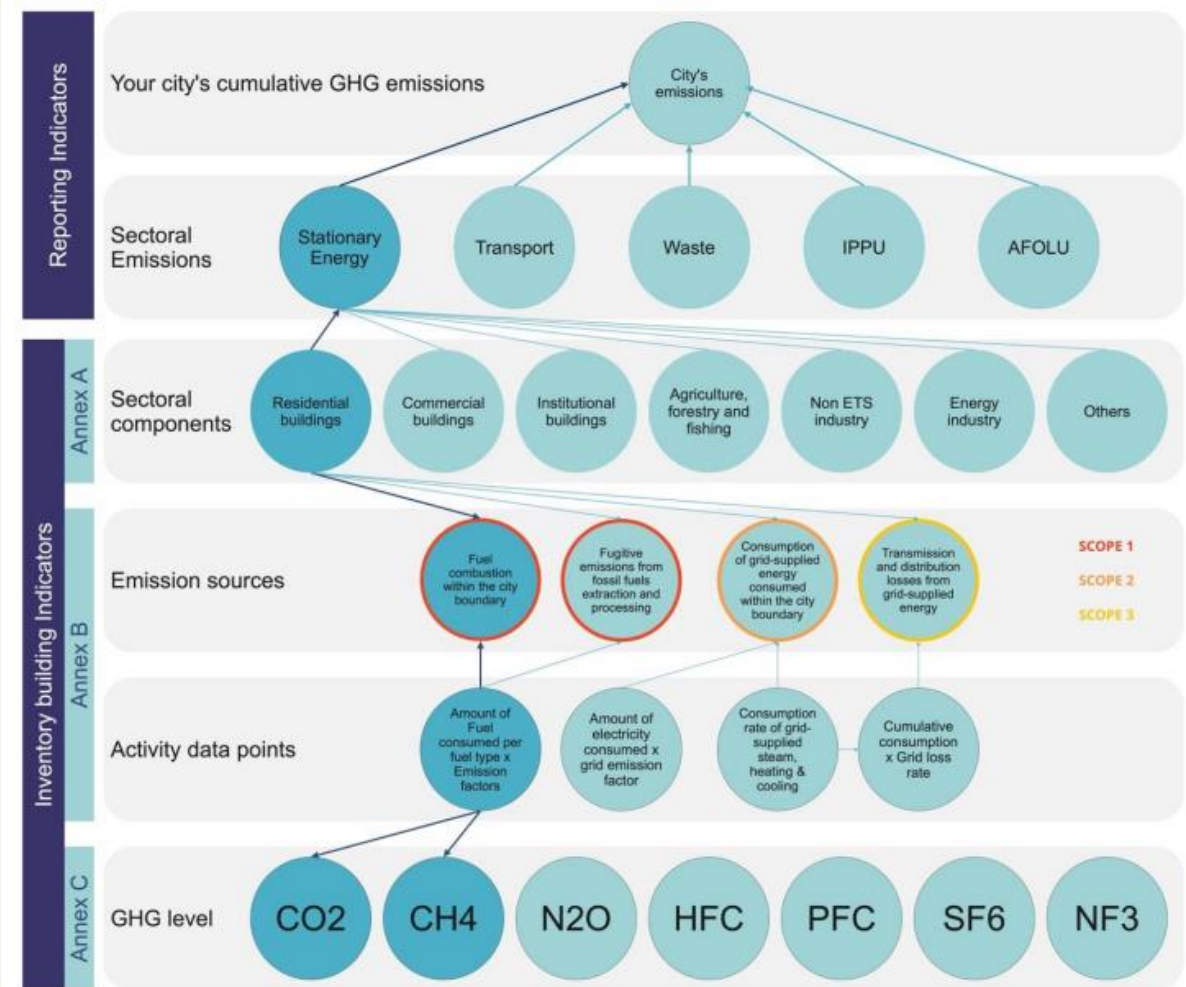 Reporting Indicators
Your city's cumulative GHG emissions
City's
emissions
Sectoral
Emissions
Stationary
Energy
Transport
Waste
IPPU
AFOLU
Inventory building Indicators
Annex A
Sectoral
components
Residential
buildings
Commercial
buildings
Institutional
buildings
Agriculture,
forestry and
fishing
Non ETS
industry
Energy
industry
Others
Annex B
Emission sources
Fuel
combustion
within the city
boundary
Fugitive
emissions from
fossil fuels
extraction and
processing
Consumption
of grid-supplied
energy
consumed
within the city
boundary
Transmission
and distribution
losses from
grid-supplied
energy
SCOPE 1
SCOPE 2
SCOPE 3
Activity data points
Amount of
Fuel
consumed per
fuel type x
Emission
factors
Amount of
electricity
consumed x
grid emission
factor
Consumption
rate of grid-
supplied
steam,
heating &
cooling
Cumulative
consumption
x Grid loss
rate
Annex C
GHG level
CO2
CH4
N2O
HFC
PFC
SF6
NF3